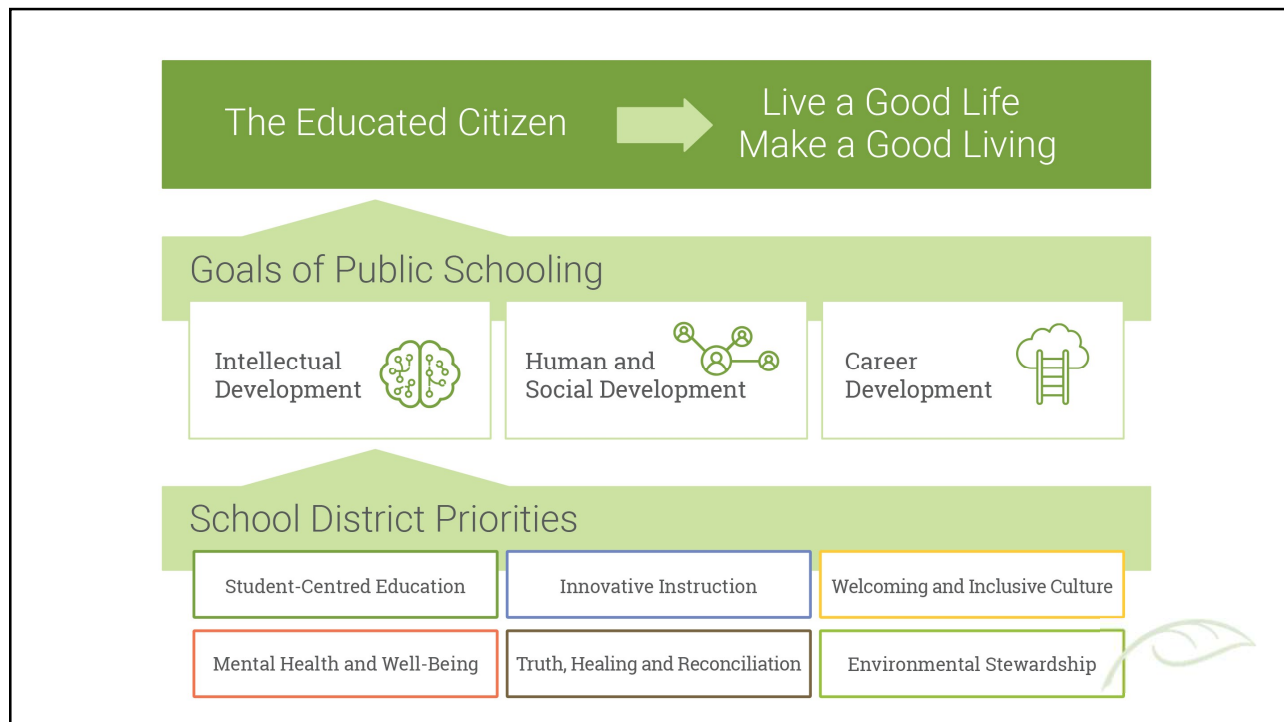 The Educated Citizen
Live a Good Life
Make a Good Living
Goals of Public Schooling
Intellectual
Development
Human and
Social Development
Career
Development
School District Priorities
Student-Centred Education
Innovative Instruction
Welcoming and Inclusive Culture
Mental Health and Well-Being
Truth, Healing and Reconciliation
Environmental Stewardship